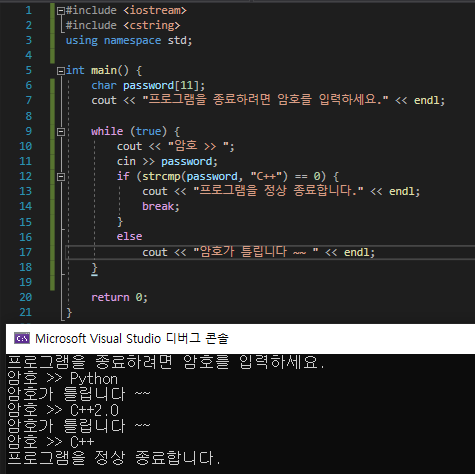 1 #include <iostream>
2 #include <cstring>
3 using namespace std;
4
5 int main() {
6 char password[11];
7 cout << "프로그램을 종료하려면 암호를 입력하세요." << endl;
8
9 while (true) {
10 cout << "암호 >> ";
11 cin >> password;
12 if (strcmp(password, "C++") == 0) {
13 cout << "프로그램을 정상 종료합니다." << endl;
14 break;
15 }
16 else
17 cout << "암호가 틀립니다 ~~ " << endl;
18 }
19
20 return 0;
21 }
Microsoft Visual Studio 디버그 콘솔
프로그램을 종료하려면 암호를 입력하세요.
암호 >> Python
암호가 틀립니다 ~~
암호 >> C++2.0
암호가 틀립니다 ~~
암호 >> C++
프로그램을 정상 종료합니다.